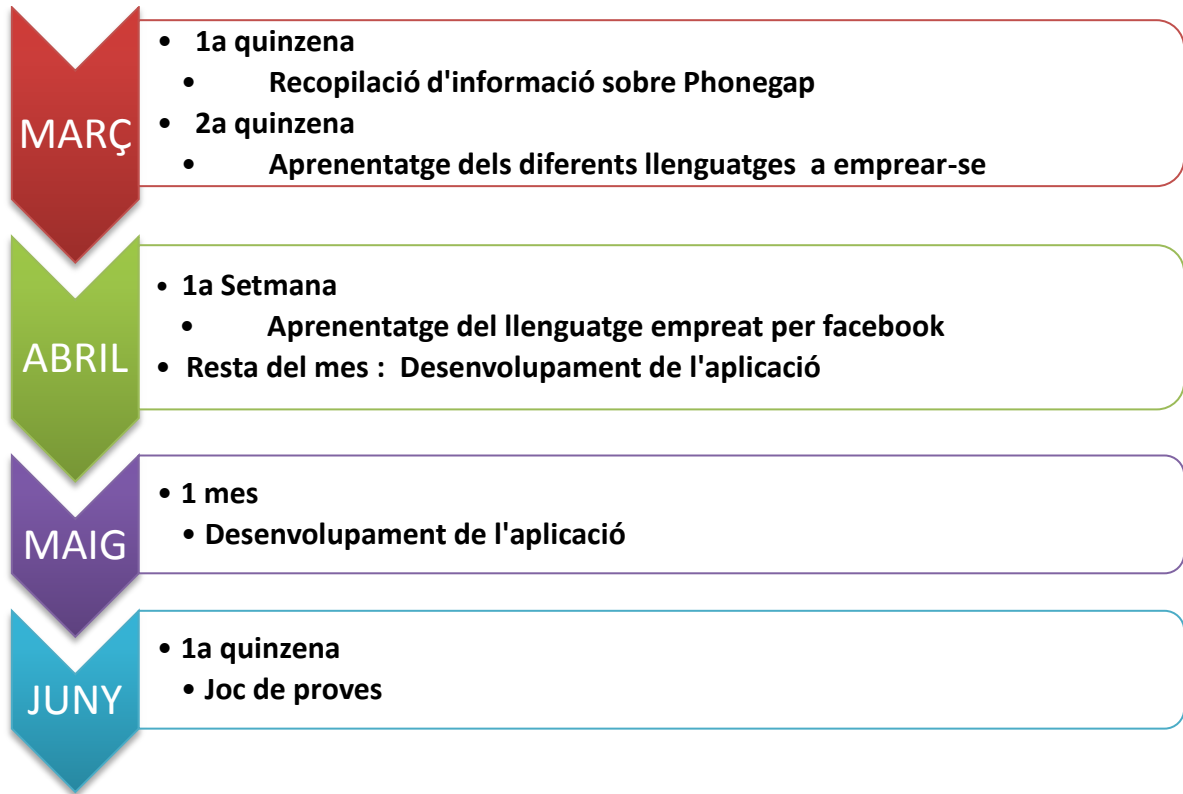 MARÇ
• 1a quinzena
• Recopilació d'informació sobre Phonegap
• 2a quinzena
• Aprenentatge dels diferents llenguatges a emprear-se
ABRIL
• 1a Setmana
• Aprenentatge del llenguatge empreat per facebook
• Resta del mes : Desenvolupament de l'aplicació
MAIG
• 1 mes
• Desenvolupament de l'aplicació
JUNY
• 1a quinzena
• Joc de proves